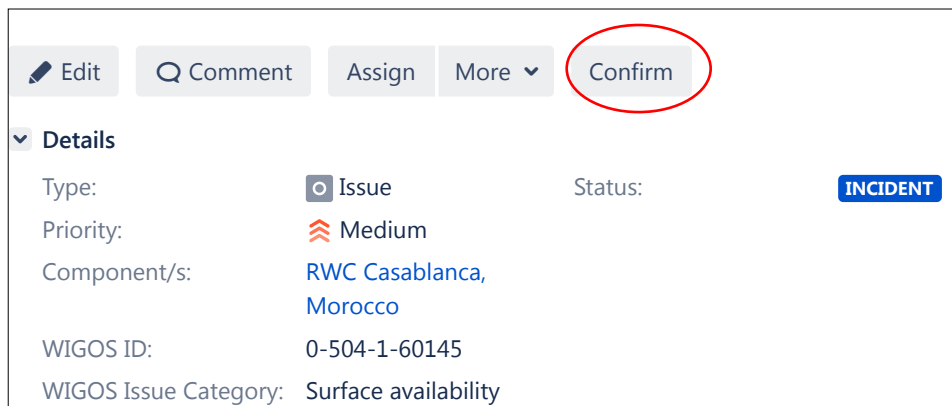 Edit Comment Assign More Confirm
Details
Type: Issue Status: INCIDENT
Priority: Medium
Component/s: RWC Casablanca,
Morocco
WIGOS ID: 0-504-1-60145
WIGOS Issue Category: Surface availability